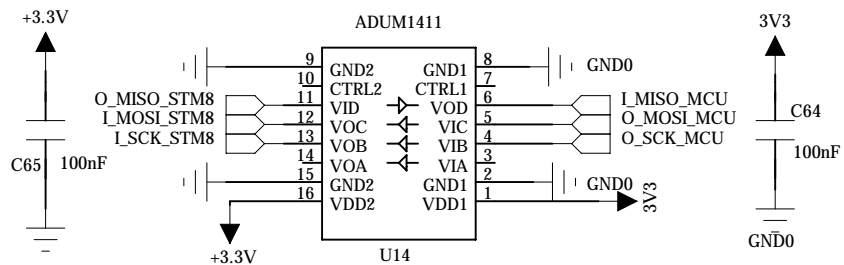 ADUM1411
+3.3V
3V3
9 GND2 GND1 8 GND0
10 CTRL2 CTRL1 7
O_MISO_STM8 11 VID VOD 6 I_MISO_MCU
I_MOSI_STM8 12 VOC VIC 5 O_MOSI_MCU
I_SCK_STM8 13 VOB VIB 4 O_SCK_MCU
14 VOA VIA 3
15 GND2 GND1 2 GND0
16 VDD2 VDD1 1 3V3
C65 100nF
C64
100nF
+3.3V
U14
GND0